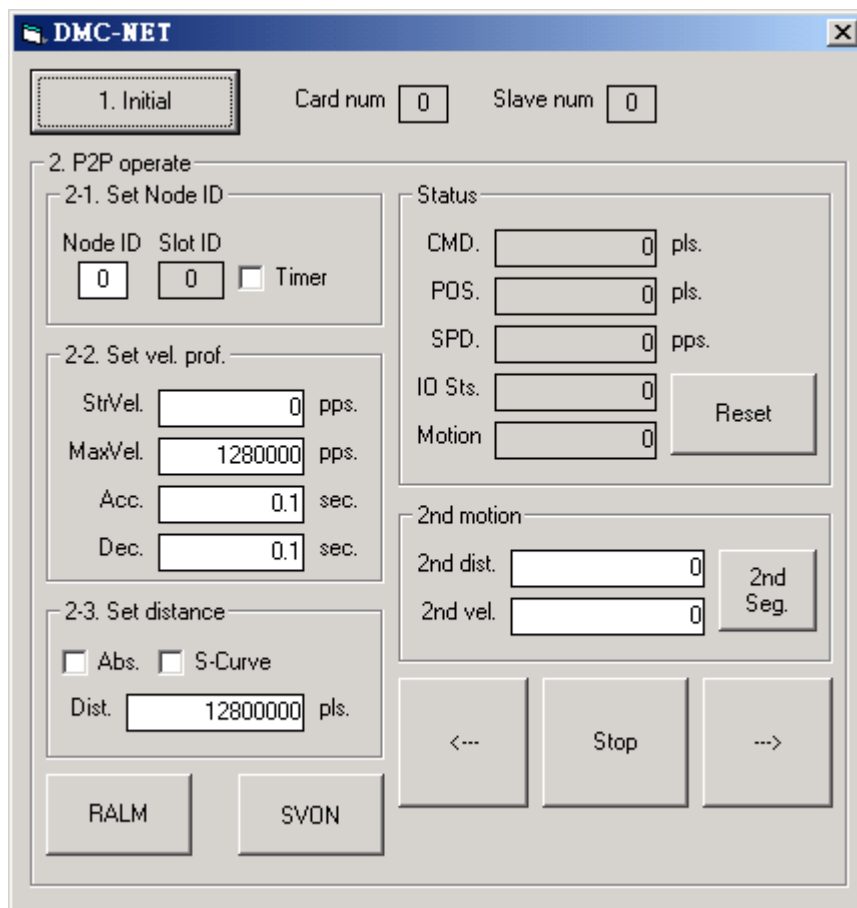 DMC-NET
1. Initial
Card num 0
Slave num 0
2. P2P operate
2-1. Set Node ID
Node ID Slot ID
0 0 Timer
2-2. Set vel. prof.
StrVel. 0 pps.
MaxVel. 1280000 pps.
Acc. 0.1 sec.
Dec. 0.1 sec.
2-3. Set distance
Abs. S-Curve
Dist. 12800000 pls.
RALM
SVON
Status
CMD. 0 pls.
POS. 0 pls.
SPD. 0 pps.
IO Sts. 0
Motion 0
Reset
2nd motion
2nd dist. 0
2nd vel. 0
2nd
Seg.
<---
Stop
--->